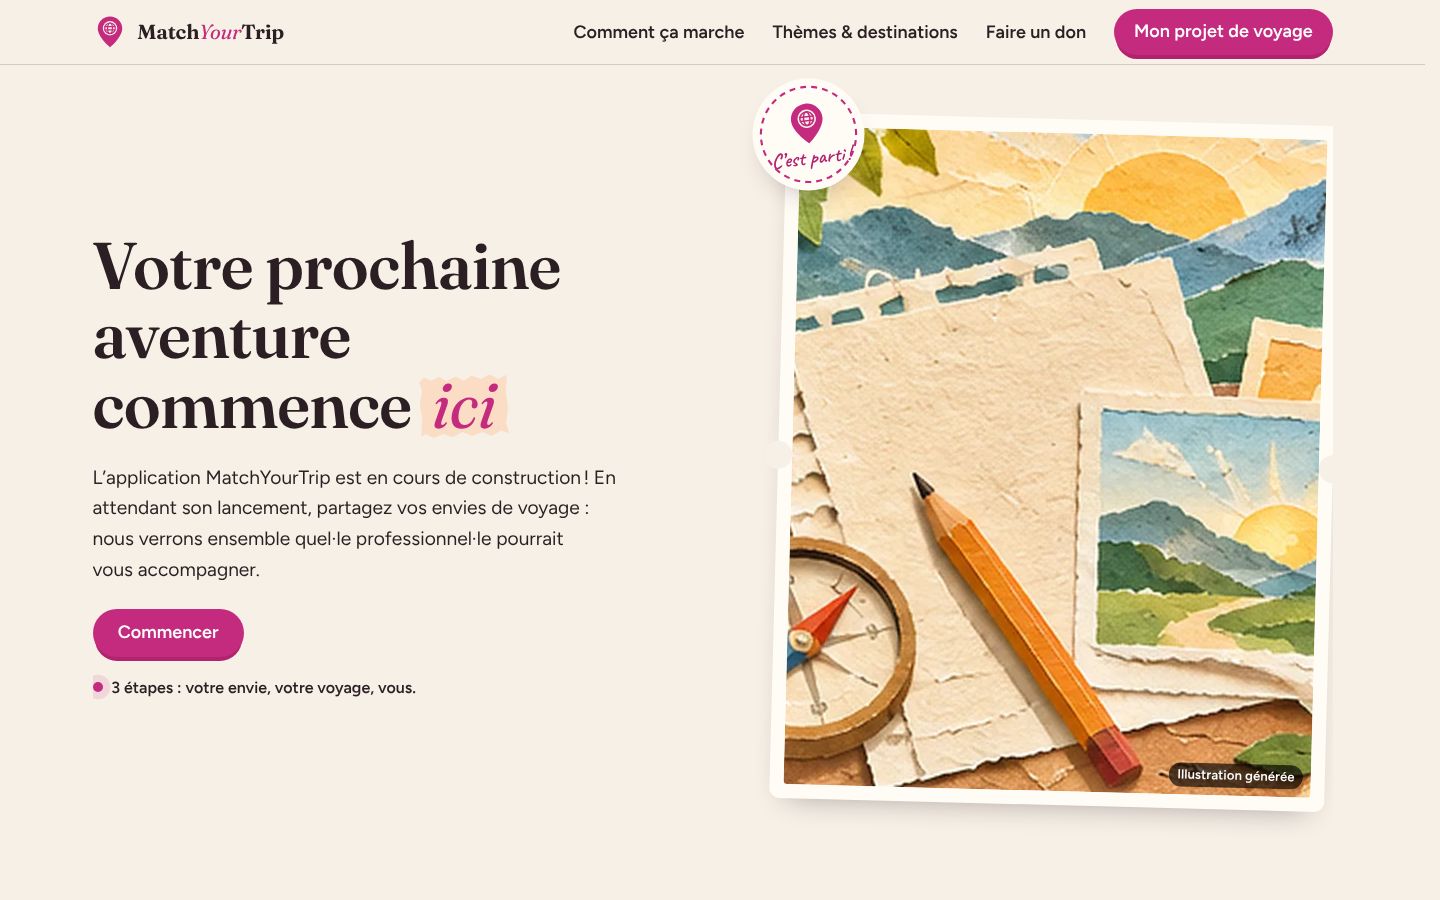 MatchYourTrip
Comment ça marche
Thèmes & destinations
Faire un don
Mon projet de voyage
C'est parti !
Votre prochaine
aventure
commence ici
L’application MatchYourTrip est en cours de construction ! En
attendant son lancement, partagez vos envies de voyage :
nous verrons ensemble quel·le professionnel·le pourrait
vous accompagner.
Commencer
3 étapes : votre envie, votre voyage, vous.
Illustration générée